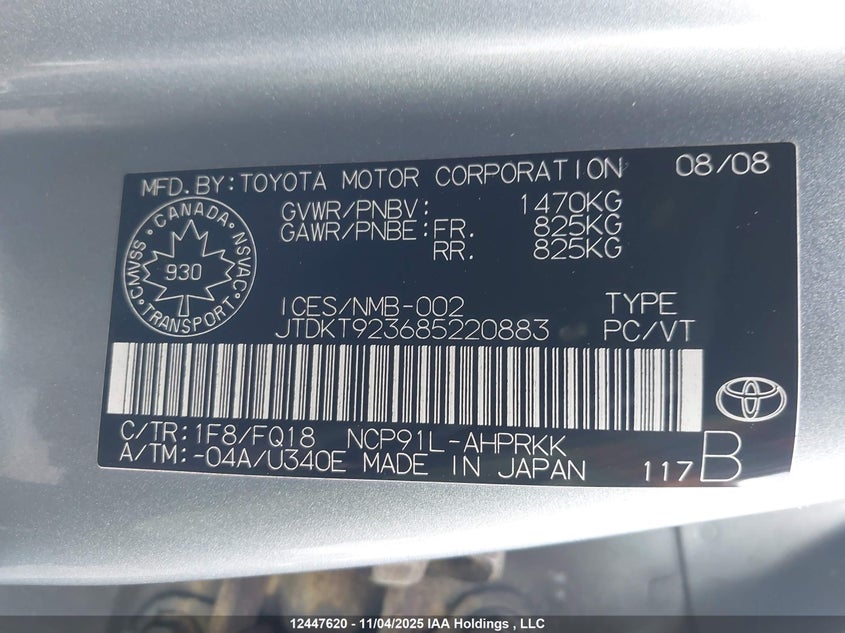 MFD.BY:TOYOTA MOTOR CORPORATION 08/08
GVWR/PNBV: 1470KG
GAWR/PNBE:FR. 825KG
RR. 825KG
CANADA
CMVSS NSVAC
930
TRANSPORT
ICES/NMB-002 TYPE
JTDKT923685220883 PC/VT
C/TR:1F8/FQ18 NCP91L-AHPRKK
A/TM:-04A/U340E MADE IN JAPAN 117B
12447620 - 11/04/2025 IAA Holdings , LLC